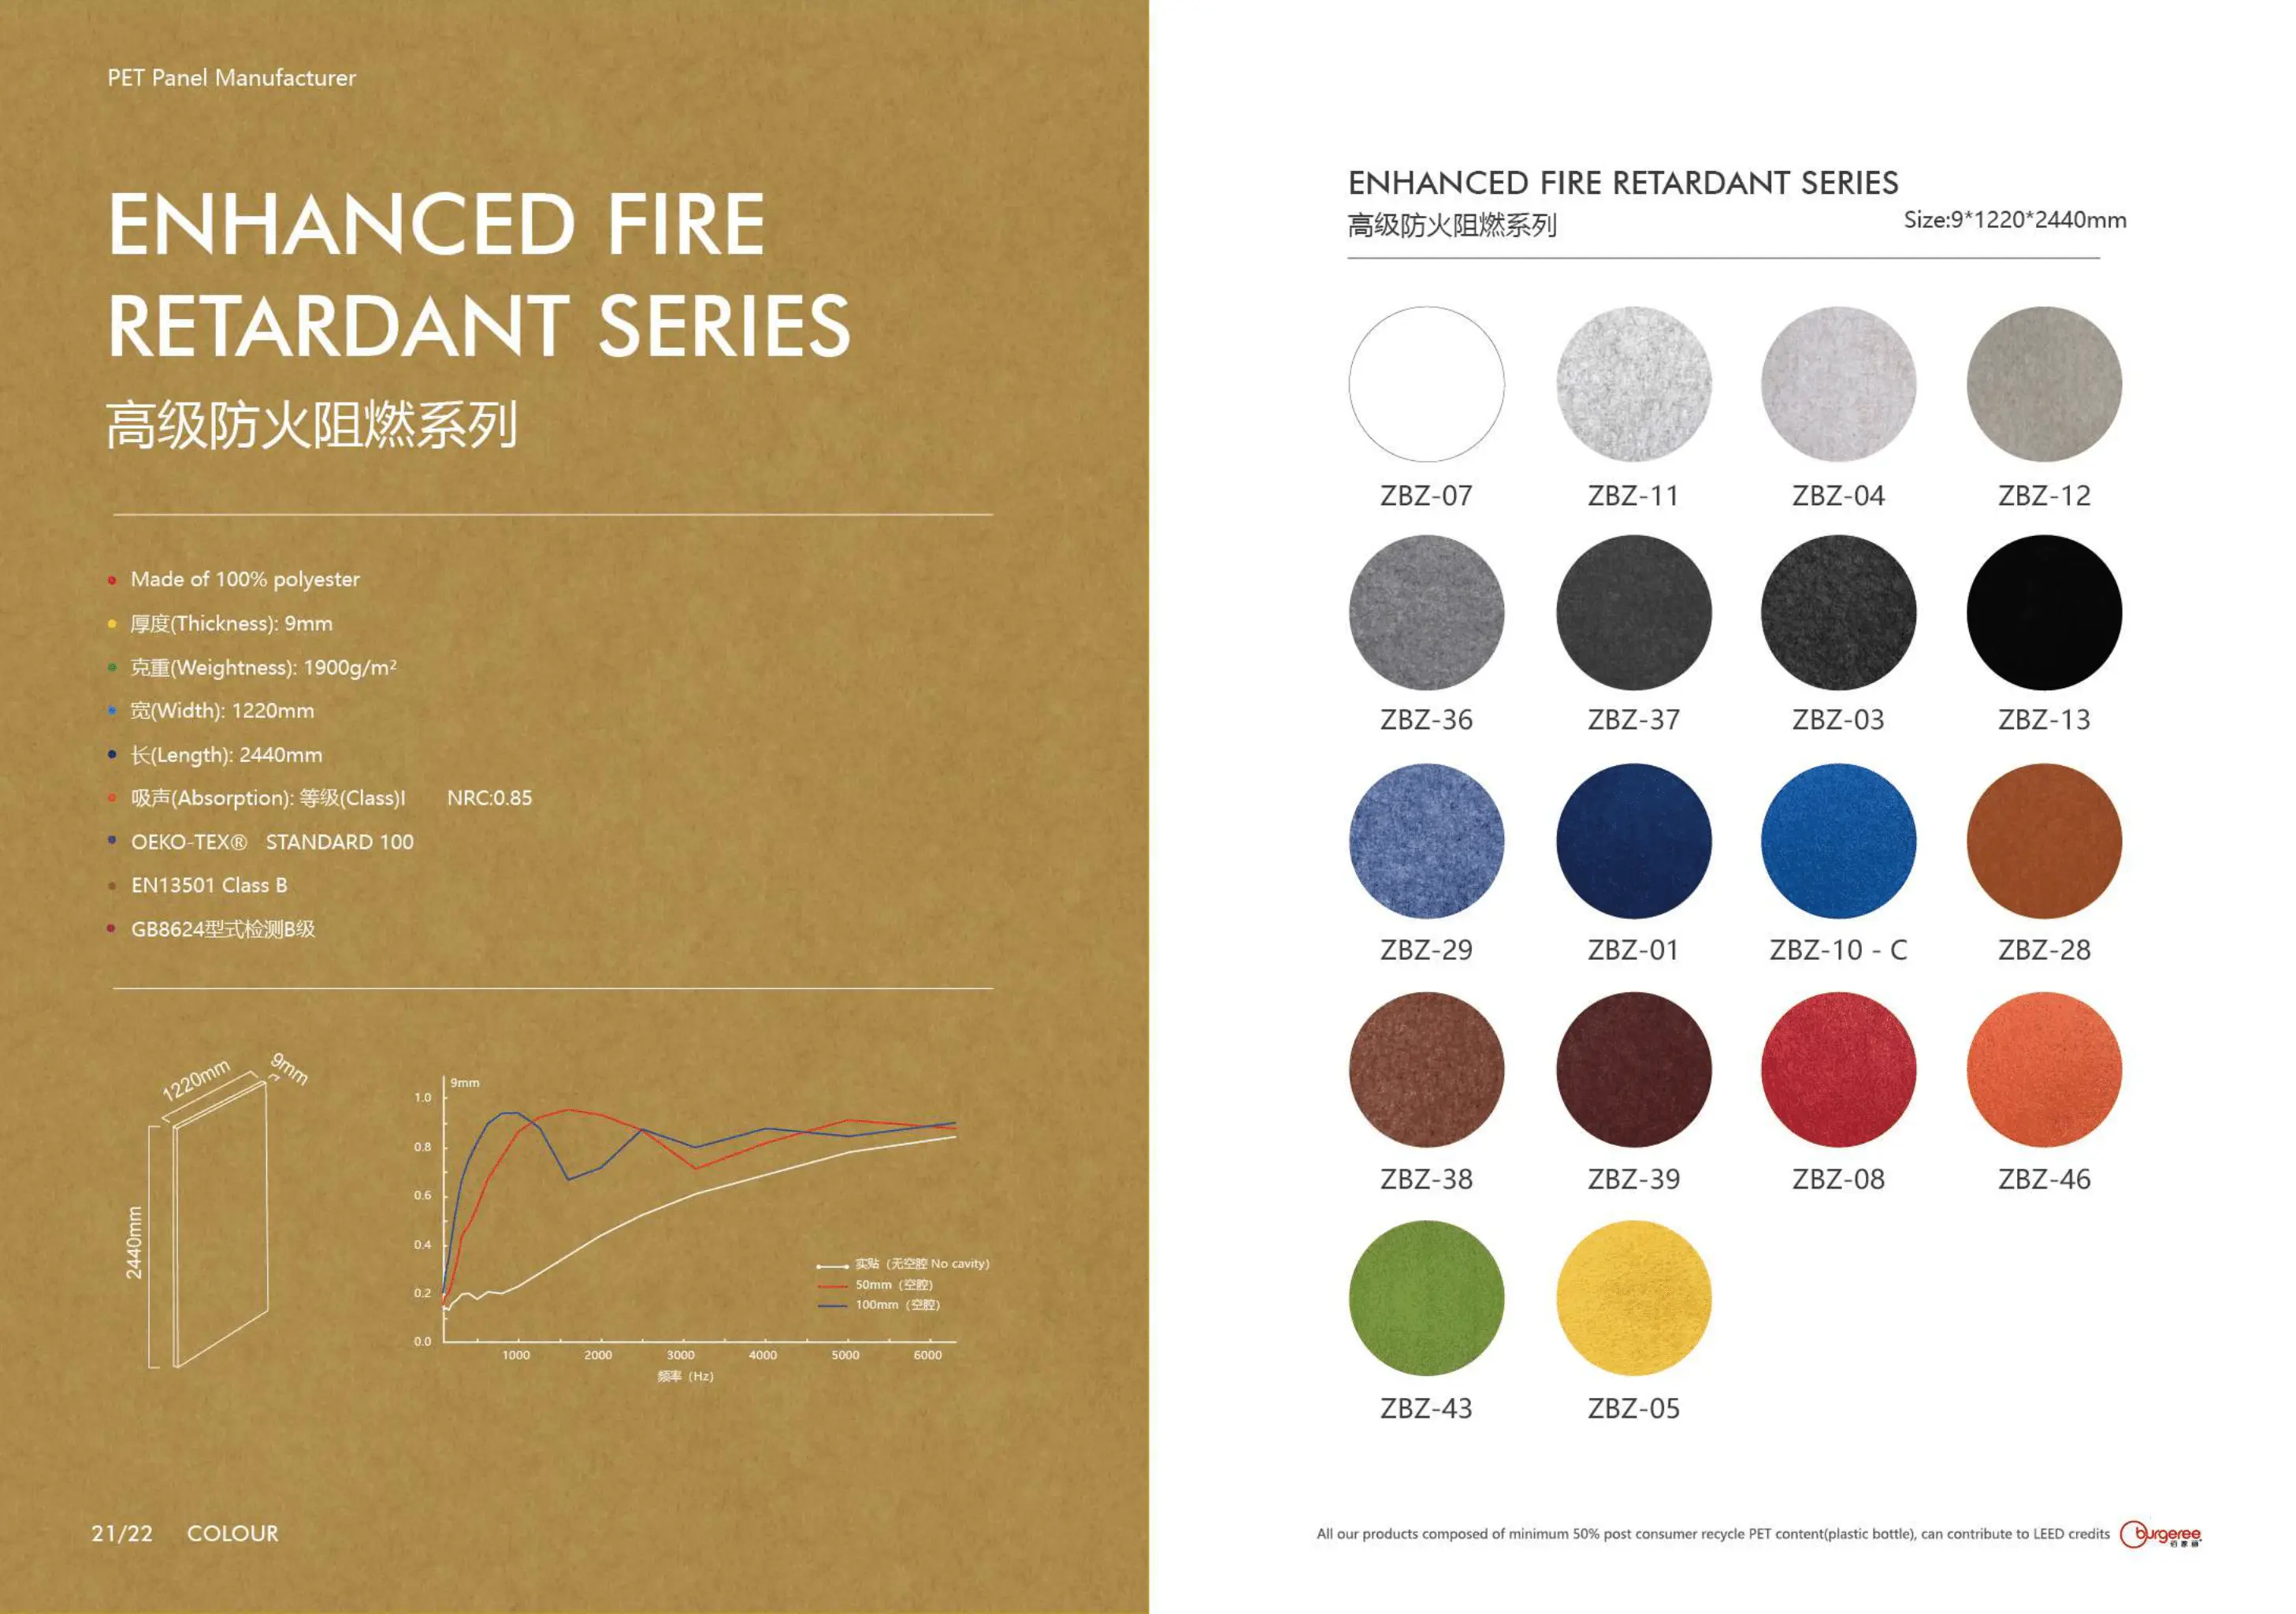 PET Panel Manufacturer
ENHANCED FIRE
RETARDANT SERIES
高级防火阻燃系列
Made of 100% polyester
厚度(Thickness): 9mm
克重(Weightness): 1900g/m²
宽(Width): 1220mm
长(Length): 2440mm
吸声(Absorption): 等级(Class)I NRC:0.85
OEKO-TEX® STANDARD 100
EN13501 Class B
GB8624型式检测B级
1220mm
9mm
2440mm
9mm
1.0
0.8
0.6
0.4
0.2
0.0
实贴（无空腔 No cavity）
50mm（空腔）
100mm（空腔）
1000 2000 3000 4000 5000 6000
频率（Hz）
21/22 COLOUR
ENHANCED FIRE RETARDANT SERIES
高级防火阻燃系列 Size:9*1220*2440mm
ZBZ-07 ZBZ-11 ZBZ-04 ZBZ-12
ZBZ-36 ZBZ-37 ZBZ-03 ZBZ-13
ZBZ-29 ZBZ-01 ZBZ-10 - C ZBZ-28
ZBZ-38 ZBZ-39 ZBZ-08 ZBZ-46
ZBZ-43 ZBZ-05
All our products composed of minimum 50% post consumer recycle PET content(plastic bottle), can contribute to LEED credits
burgeree